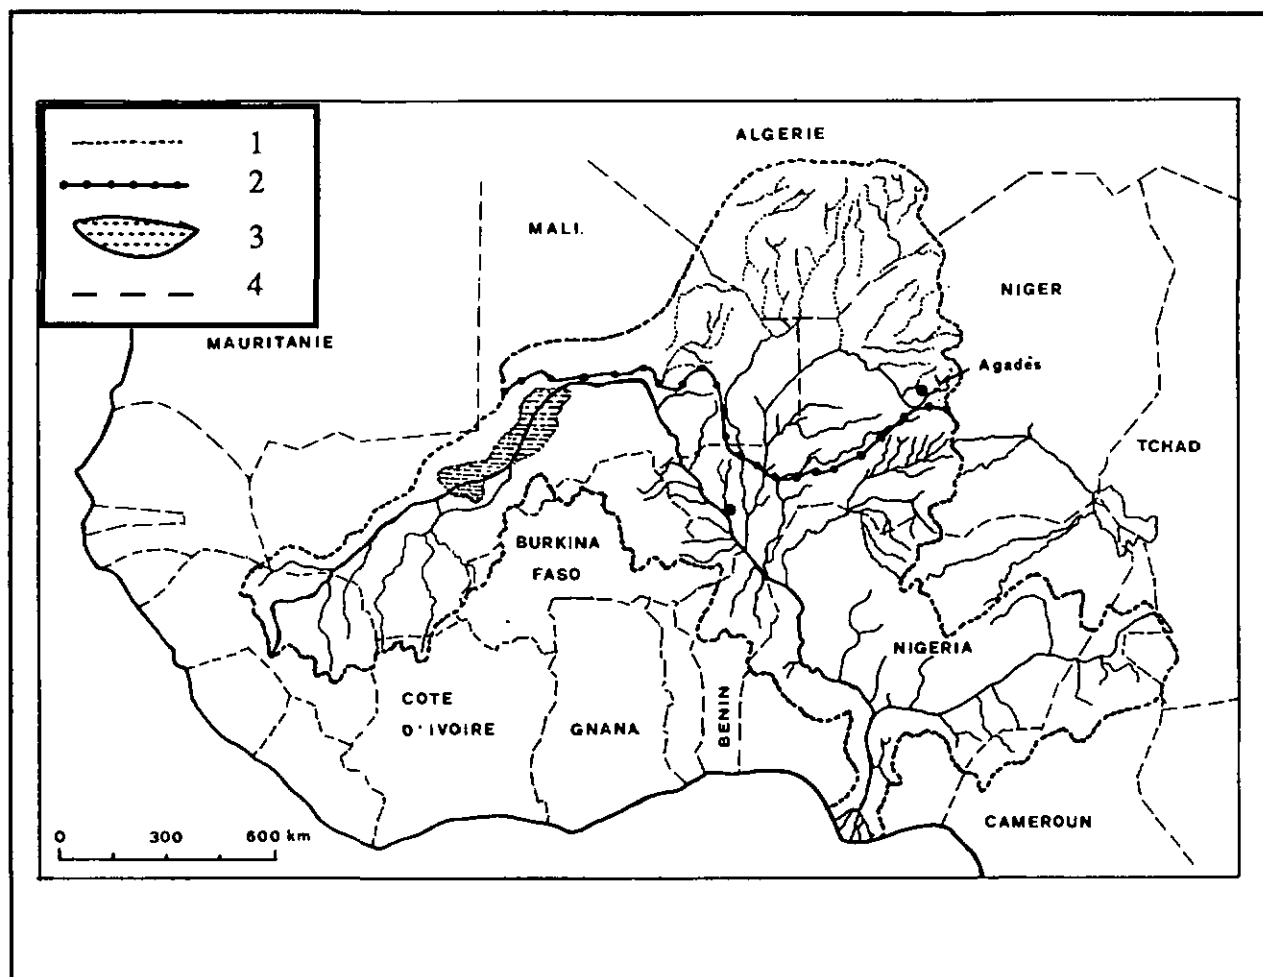 1
2
3
4
ALGERIE
MALI.
NIGER
MAURITANIE
Agadès
TCHAD
BURKINA
FASO
NIGERIA
COTE
D'IVOIRE
GNANA
BENIN
CAMEROUN
0 300 600 km